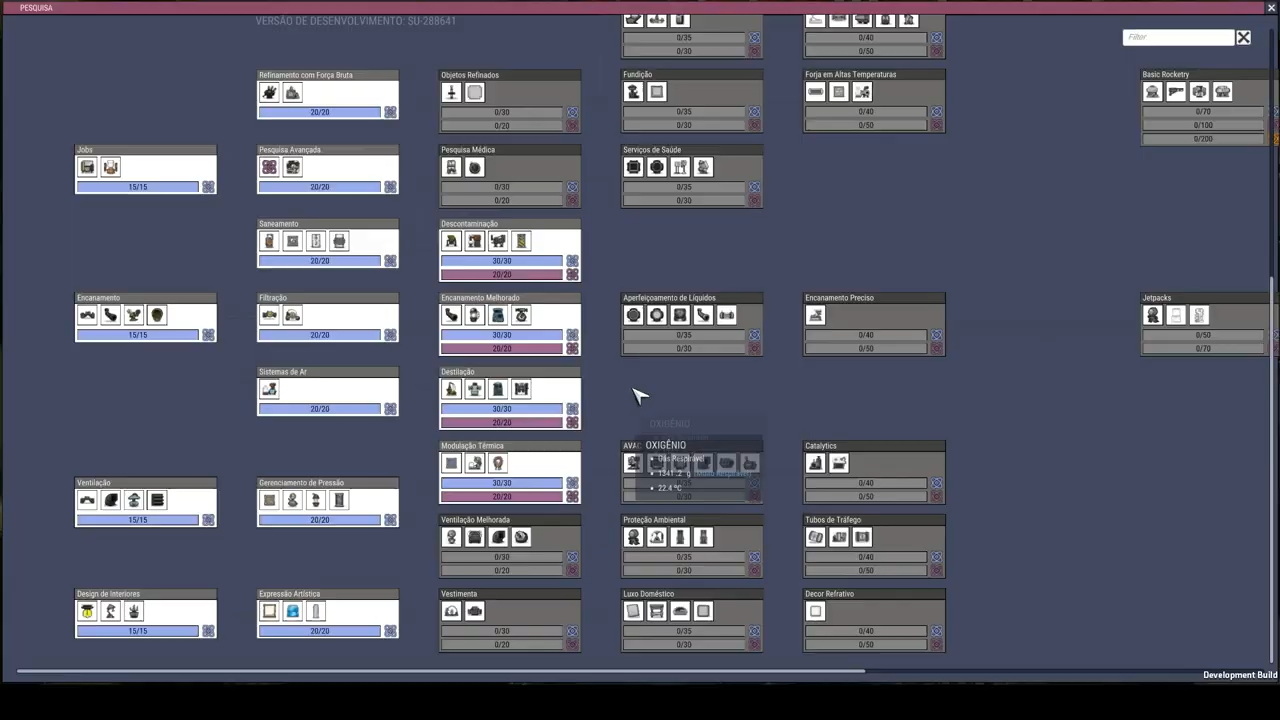 PESQUISA
VERSÃO DE DESENVOLVIMENTO: SU-288641
Filter
0/35
0/30
0/40
0/50
Refinamento com Força Bruta
20/20
Objetos Refinados
0/30
0/20
Fundição
0/35
0/30
Forja em Altas Temperaturas
0/40
0/50
Basic Rocketry
0/70
0/100
0/200
Jobs
15/15
Pesquisa Avançada
20/20
Pesquisa Médica
0/30
0/20
Serviços de Saúde
0/35
0/30
Saneamento
20/20
Descontaminação
30/30
20/20
Encanamento
15/15
Filtração
20/20
Encanamento Melhorado
30/30
20/20
Aperfeiçoamento de Líquidos
0/35
0/30
Encanamento Preciso
0/40
0/50
Jetpacks
0/50
0/70
Sistemas de Ar
20/20
Destilação
30/30
20/20
OXIGÊNIO
OXIGÊNIO
• Gás Respirável
22.4 ºC
Modulação Térmica
30/30
20/20
AVAC
0/30
Catalytics
0/40
0/50
Ventilação
15/15
Gerenciamento de Pressão
20/20
Ventilação Melhorada
0/30
0/20
Proteção Ambiental
0/35
0/30
Tubos de Tráfego
0/40
0/50
Design de Interiores
15/15
Expressão Artística
20/20
Vestimenta
0/30
0/20
Luxo Doméstico
0/35
0/30
Decor Refrativo
0/40
0/50
Development Build